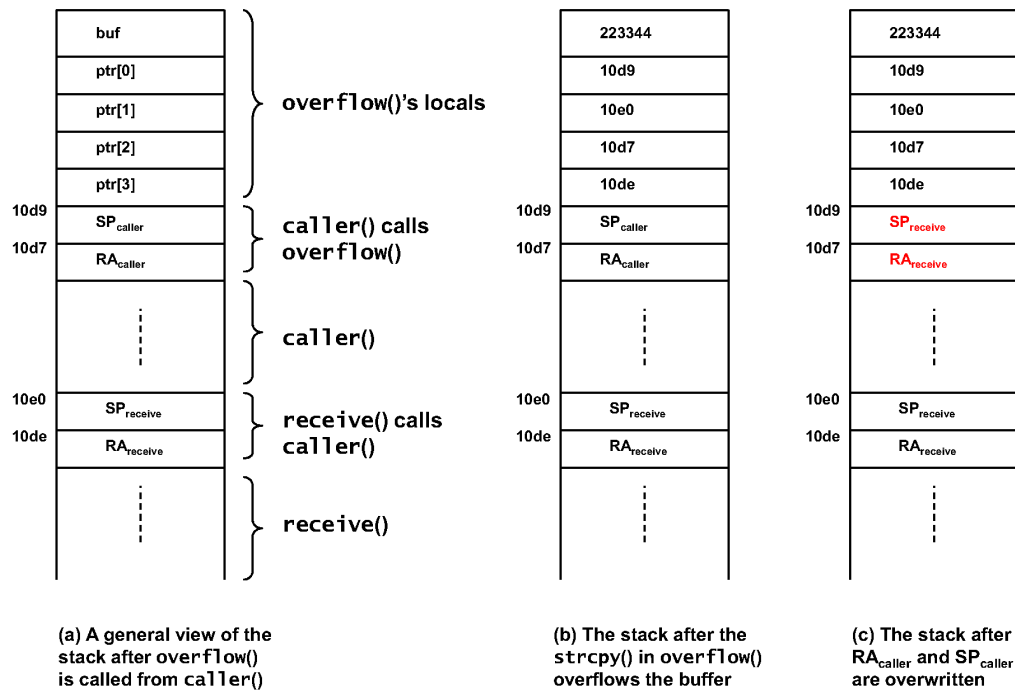 buf
ptr[0]
ptr[1]
ptr[2]
ptr[3]
10d9
SPcaller
10d7
RAcaller
10e0
SPreceive
10de
RAreceive
overflow()’s locals
caller() calls
overflow()
caller()
receive() calls
caller()
receive()
(a) A general view of the
stack after overflow()
is called from caller()
223344
10d9
10e0
10d7
10de
10d9
SPcaller
10d7
RAcaller
10e0
SPreceive
10de
RAreceive
(b) The stack after the
strcpy() in overflow()
overflows the buffer
223344
10d9
10e0
10d7
10de
10d9
SPreceive
10d7
RAreceive
10e0
SPreceive
10de
RAreceive
(c) The stack after
RAcaller and SPcaller
are overwritten